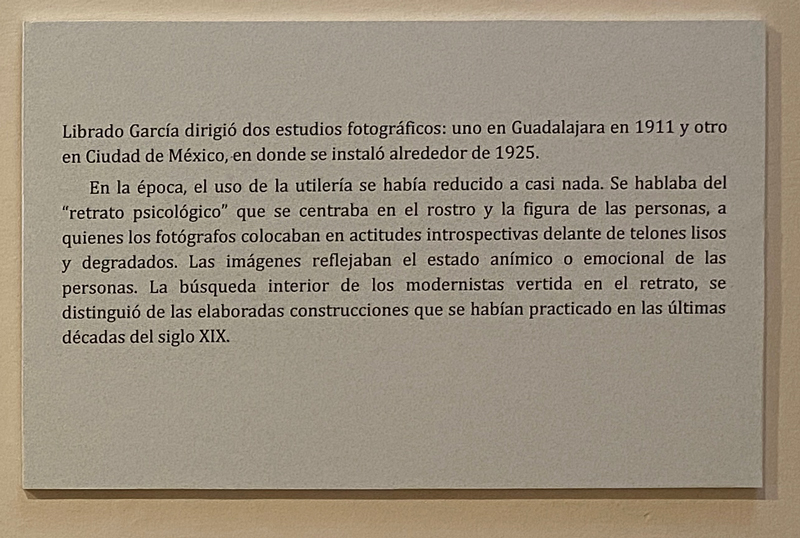 Librado García dirigió dos estudios fotográficos: uno en Guadalajara en 1911 y otro
en Ciudad de México, en donde se instaló alrededor de 1925.
En la época, el uso de la utilería se había reducido a casi nada. Se hablaba del
“retrato psicológico” que se centraba en el rostro y la figura de las personas, a
quienes los fotógrafos colocaban en actitudes introspectivas delante de telones lisos
y degradados. Las imágenes reflejaban el estado anímico o emocional de las
personas. La búsqueda interior de los modernistas vertida en el retrato, se
distinguió de las elaboradas construcciones que se habían practicado en las últimas
décadas del siglo XIX.